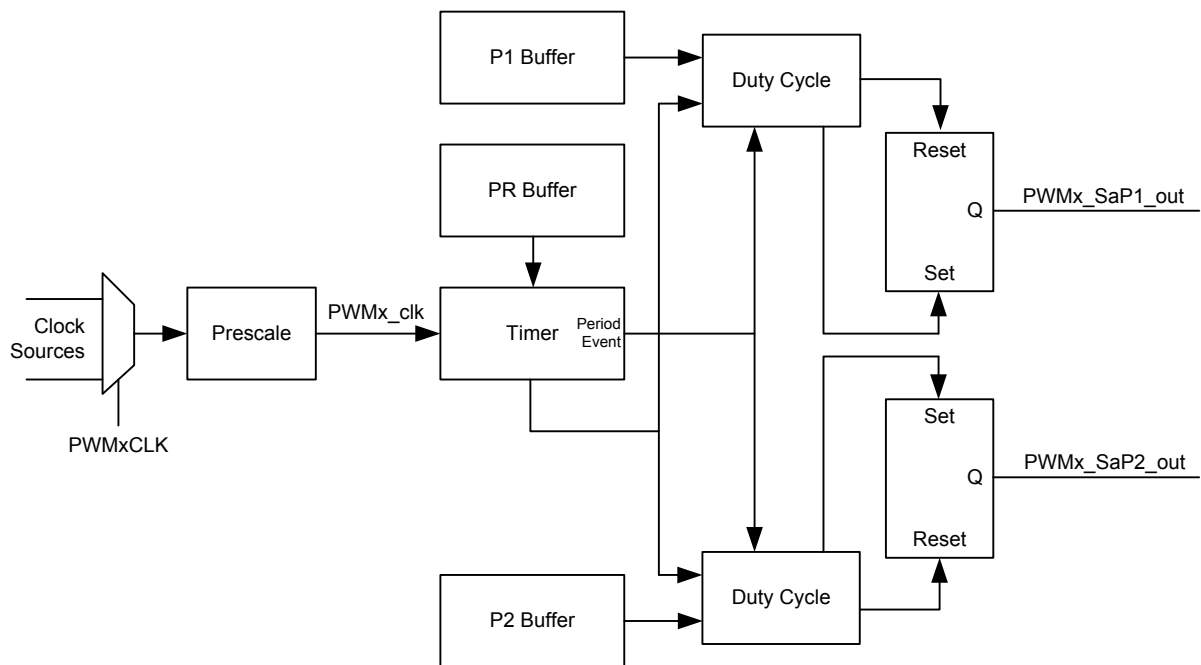 P1 Buffer
Duty Cycle
Reset
PR Buffer
Q
PWMx_SaP1_out
Set
Clock
Sources
Prescale
PWMx_clk
Timer
Period
Event
PWMxCLK
Set
Q
PWMx_SaP2_out
Reset
P2 Buffer
Duty Cycle